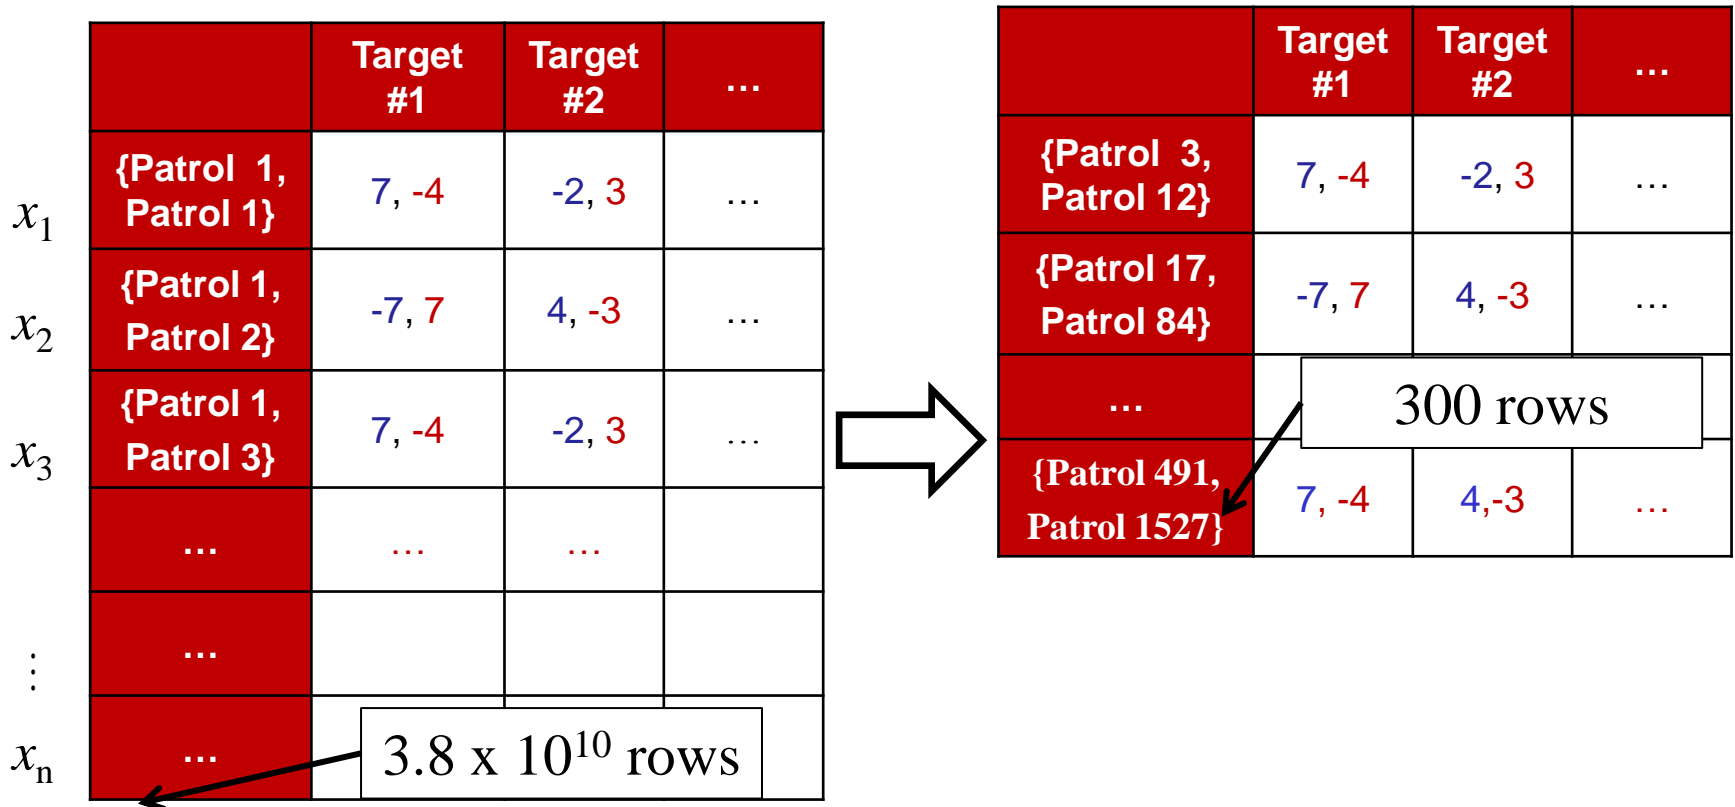 Target #1 Target #2 ...
x1 {Patrol 1, Patrol 1} 7, -4 -2, 3 ...
x2 {Patrol 1, Patrol 2} -7, 7 4, -3 ...
x3 {Patrol 1, Patrol 3} 7, -4 -2, 3 ...
... ... ...
⋮ ...
xn ...
3.8 x 10¹⁰ rows
Target #1 Target #2 ...
{Patrol 3, Patrol 12} 7, -4 -2, 3 ...
{Patrol 17, Patrol 84} -7, 7 4, -3 ...
...
300 rows
{Patrol 491, Patrol 1527} 7, -4 4,-3 ...